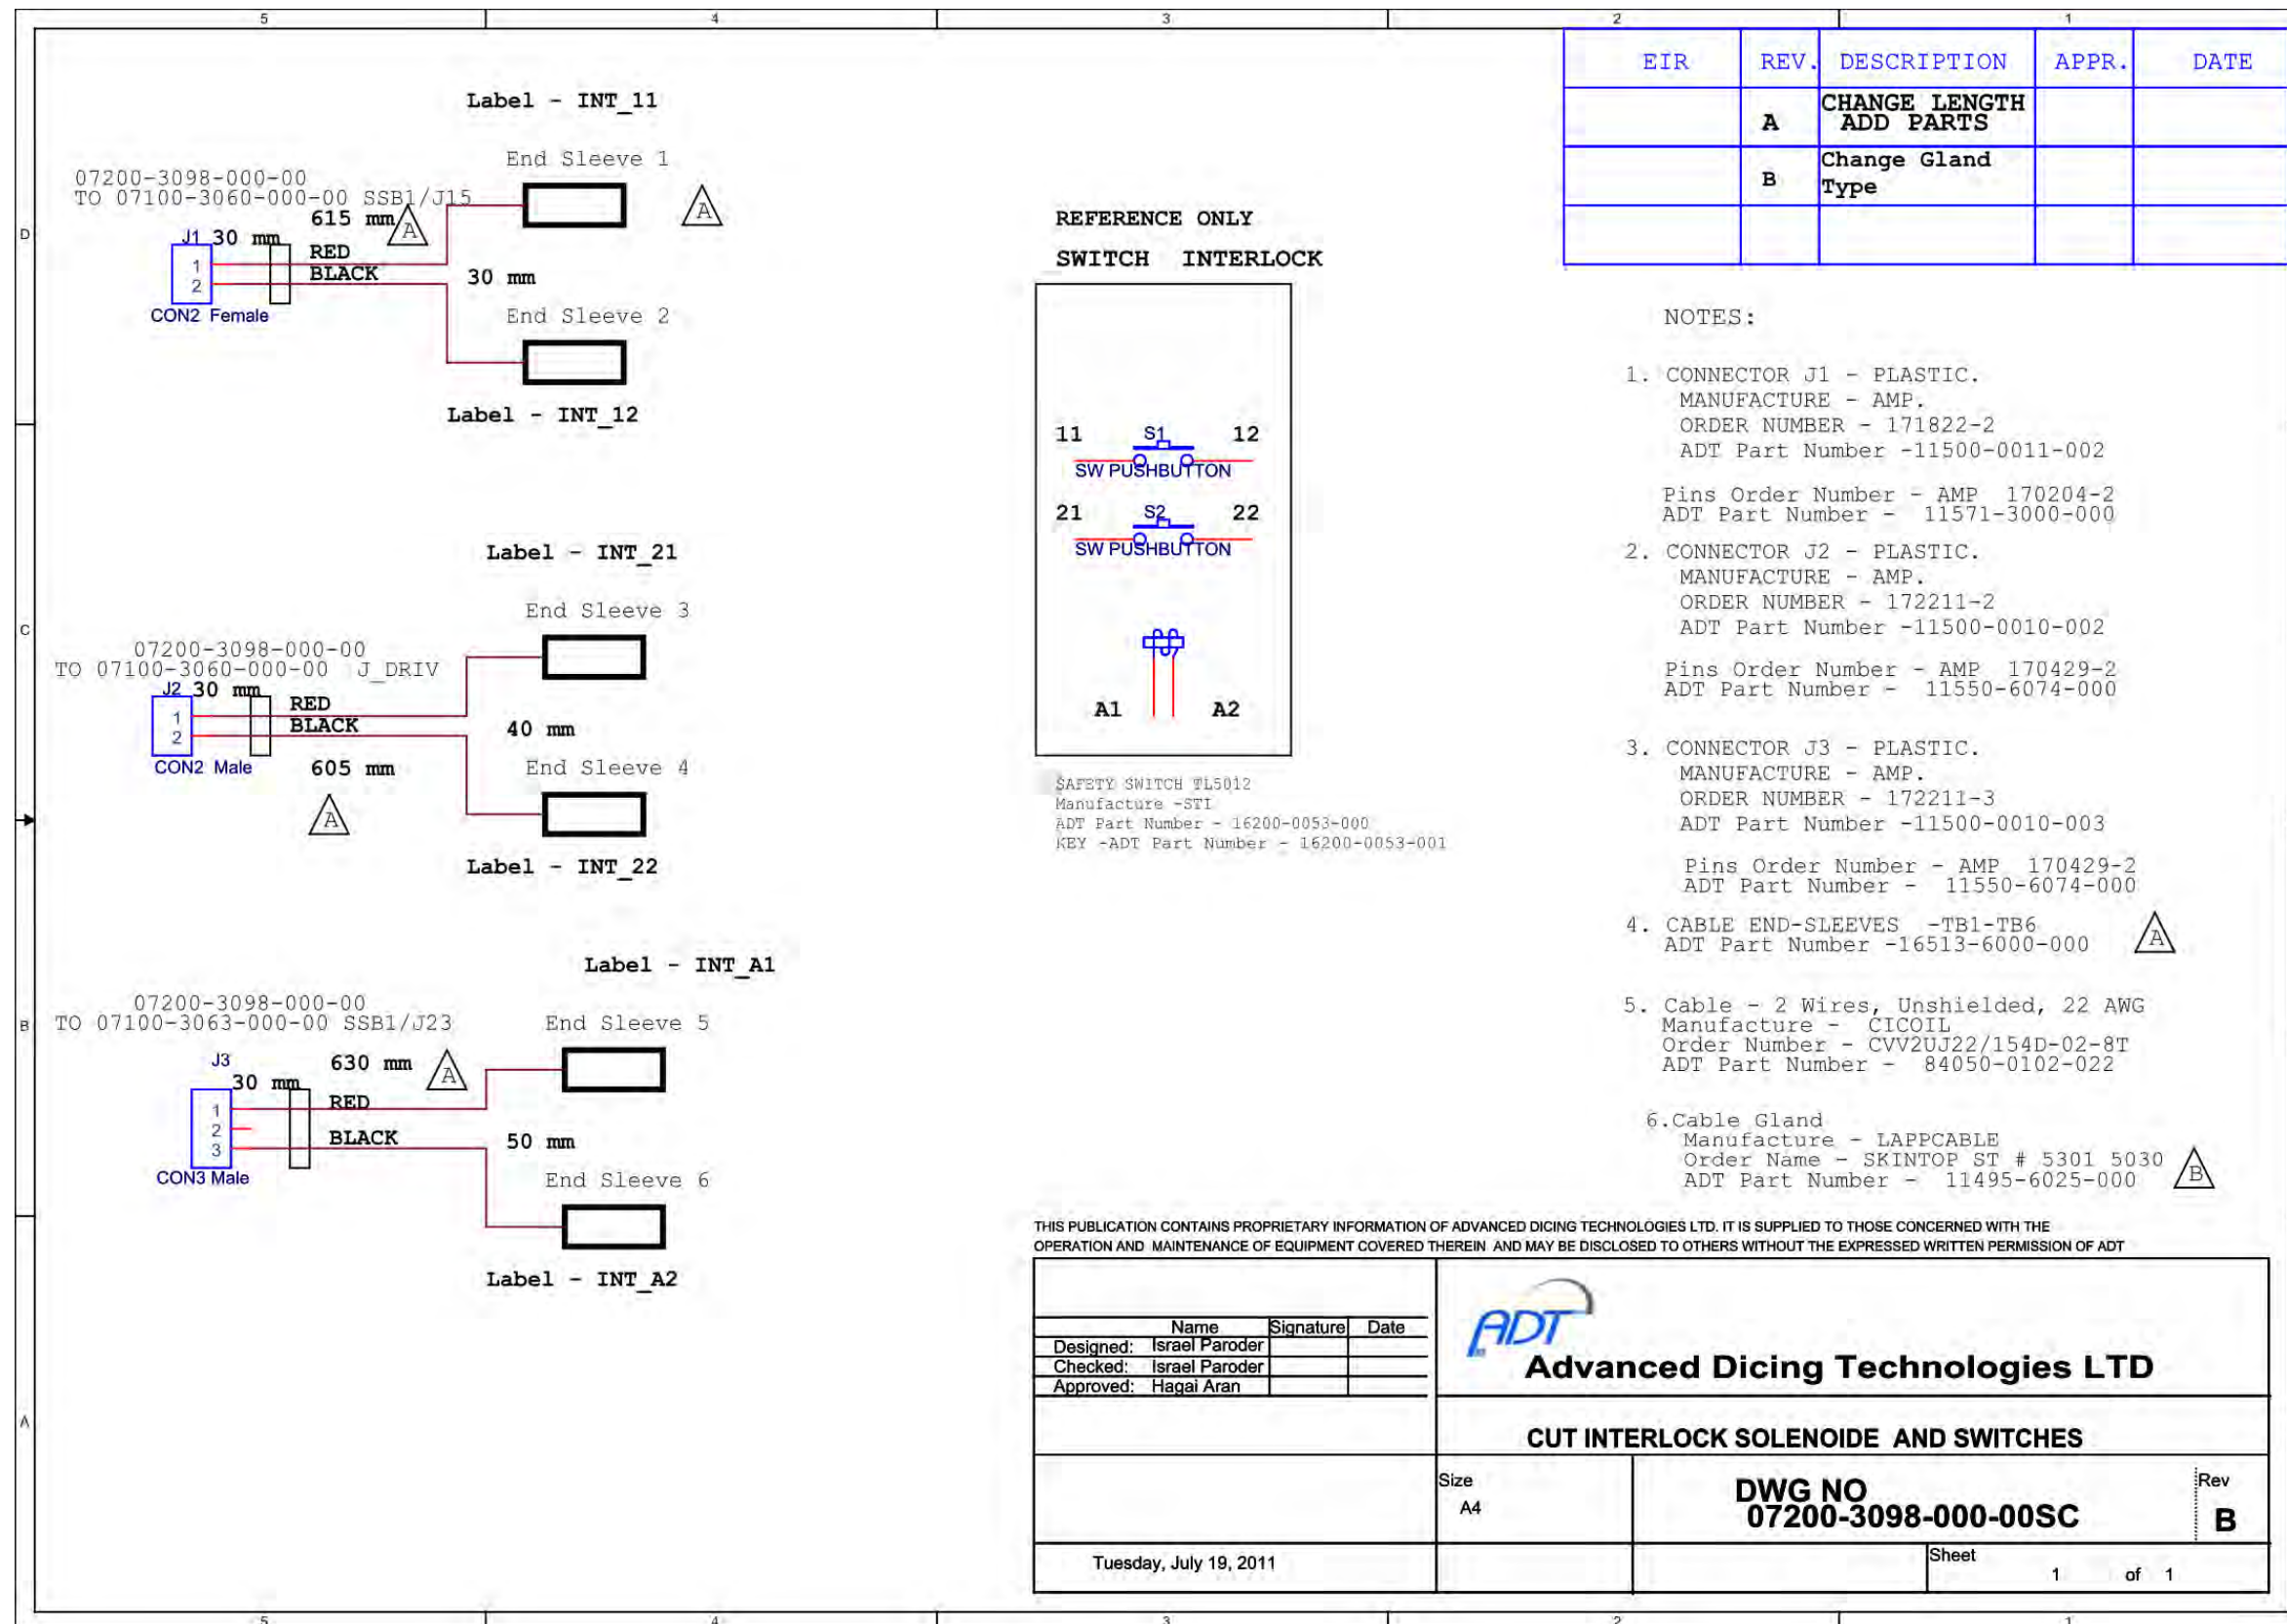 5 4 3 2 1
EIR REV. DESCRIPTION APPR. DATE
A CHANGE LENGTH
ADD PARTS
B Change Gland
Type
D
C
B
A
Label - INT_11
End Sleeve 1
A
07200-3098-000-00
TO 07100-3060-000-00 SSB1/J15
615 mm A
J1 30 mm
RED
1
BLACK
2
30 mm
CON2 Female
End Sleeve 2
Label - INT_12
Label - INT_21
End Sleeve 3
07200-3098-000-00
TO 07100-3060-000-00 J_DRIV
J2 30 mm
RED
1
BLACK
2
40 mm
CON2 Male
605 mm
A
End Sleeve 4
Label - INT_22
Label - INT_A1
07200-3098-000-00
TO 07100-3063-000-00 SSB1/J23
End Sleeve 5
J3
630 mm A
30 mm
RED
1
2
BLACK
3
50 mm
CON3 Male
End Sleeve 6
Label - INT_A2
REFERENCE ONLY
SWITCH INTERLOCK
11 S1 12
SW PUSHBUTTON
21 S2 22
SW PUSHBUTTON
A1 A2
SAFETY SWITCH TL5012
Manufacture -STI
ADT Part Number - 16200-0053-000
KEY -ADT Part Number - 16200-0053-001
NOTES:
1. CONNECTOR J1 - PLASTIC.
MANUFACTURE - AMP.
ORDER NUMBER - 171822-2
ADT Part Number -11500-0011-002
Pins Order Number - AMP 170204-2
ADT Part Number - 11571-3000-000
2. CONNECTOR J2 - PLASTIC.
MANUFACTURE - AMP.
ORDER NUMBER - 172211-2
ADT Part Number -11500-0010-002
Pins Order Number - AMP 170429-2
ADT Part Number - 11550-6074-000
3. CONNECTOR J3 - PLASTIC.
MANUFACTURE - AMP.
ORDER NUMBER - 172211-3
ADT Part Number -11500-0010-003
Pins Order Number - AMP 170429-2
ADT Part Number - 11550-6074-000
4. CABLE END-SLEEVES -TB1-TB6
ADT Part Number -16513-6000-000
A
5. Cable - 2 Wires, Unshielded, 22 AWG
Manufacture - CICOIL
Order Number - CVV2UJ22/154D-02-8T
ADT Part Number - 84050-0102-022
6.Cable Gland
Manufacture - LAPPCABLE
Order Name - SKINTOP ST # 5301 5030
ADT Part Number - 11495-6025-000
B
THIS PUBLICATION CONTAINS PROPRIETARY INFORMATION OF ADVANCED DICING TECHNOLOGIES LTD. IT IS SUPPLIED TO THOSE CONCERNED WITH THE
OPERATION AND MAINTENANCE OF EQUIPMENT COVERED THEREIN AND MAY BE DISCLOSED TO OTHERS WITHOUT THE EXPRESSED WRITTEN PERMISSION OF ADT
Name Signature Date
Designed: Israel Paroder
Checked: Israel Paroder
Approved: Hagai Aran
ADT
Advanced Dicing Technologies LTD
CUT INTERLOCK SOLENOIDE AND SWITCHES
Size
A4
DWG NO
07200-3098-000-00SC
Rev
B
Tuesday, July 19, 2011
Sheet
1 of 1
5 4 3 2 1